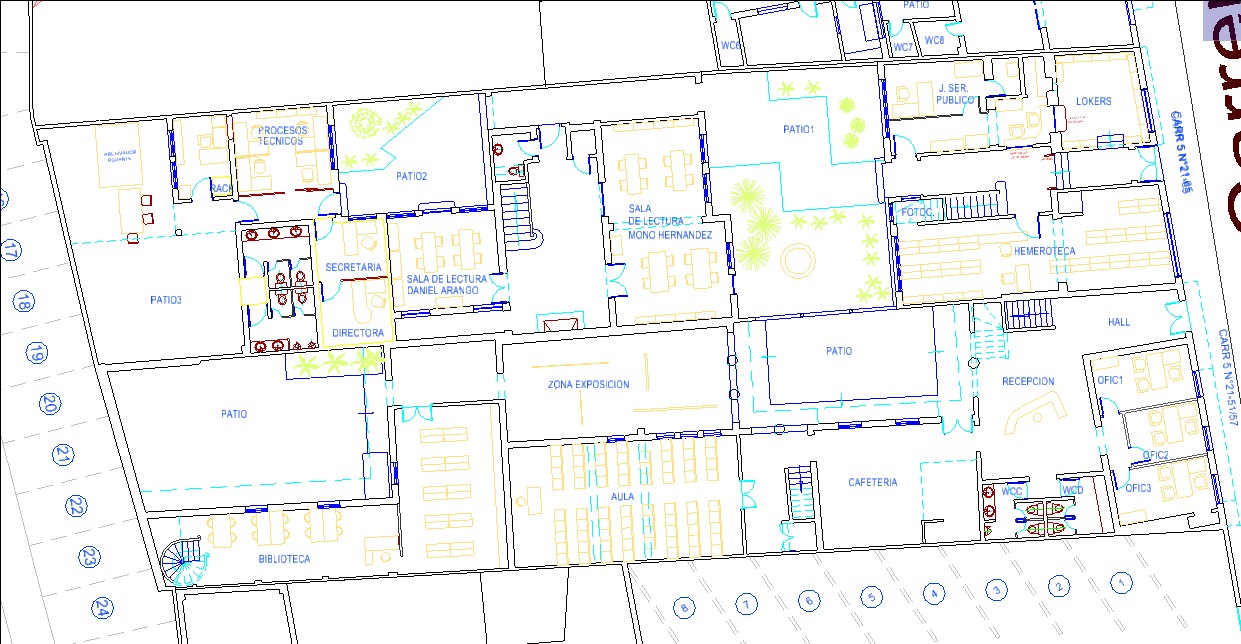 PATIO
WC6
WC7
WC8
J. SER.
PUBLICO
LOKERS
PROCESOS
TECNICOS
ARCHIVADOR
RODANTE
RACK
PATIO2
PATIO1
CARR 5 N°21-65
SALA
DE LECTURA
MONO HERNANDEZ
FOTOC.
HEMEROTECA
SECRETARIA
SALA DE LECTURA
DANIEL ARANGO
PATIO3
DIRECTORA
HALL
CARR 5 N°21-51/57
PATIO
ZONA EXPOSICION
RECEPCION
OFIC1
PATIO
OFIC2
CAFETERIA
AULA
OFIC3
WCC
WCD
BIBLIOTECA
17
18
19
20
21
22
23
24
8
7
6
5
4
3
2
1